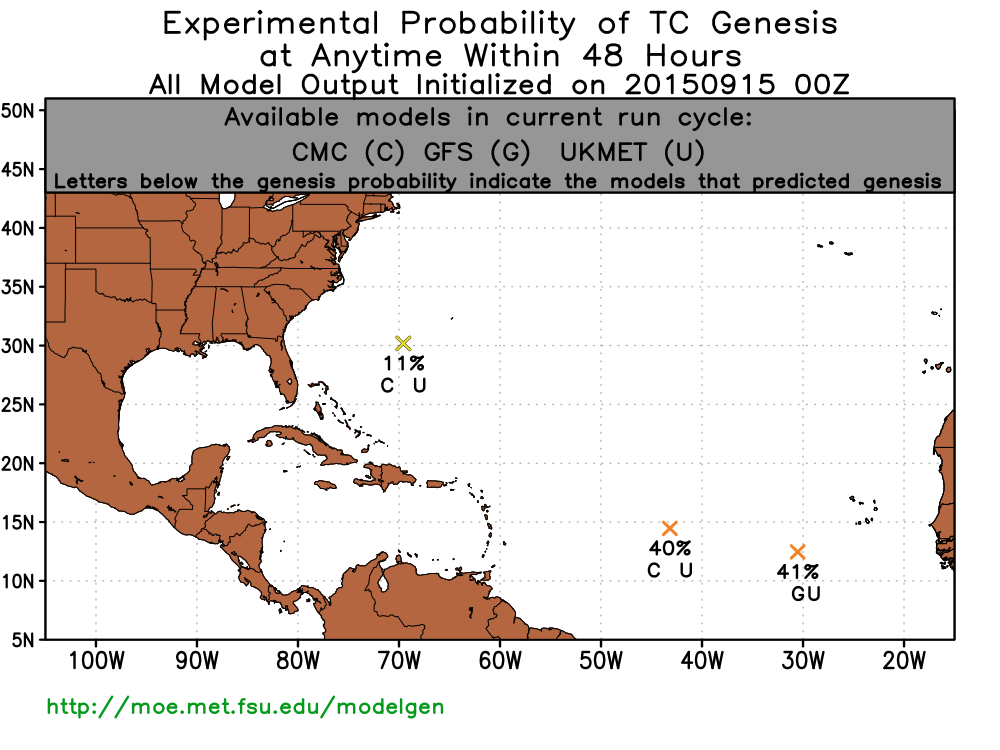 Experimental Probability of TC Genesis
at Anytime Within 48 Hours
All Model Output Initialized on 20150915 00Z
Available models in current run cycle:
CMC (C) GFS (G) UKMET (U)
Letters below the genesis probability indicate the models that predicted genesis
50N
45N
40N
35N
30N
25N
20N
15N
10N
5N
11%
C U
40%
C U
41%
GU
100W 90W 80W 70W 60W 50W 40W 30W 20W
http://moe.met.fsu.edu/modelgen